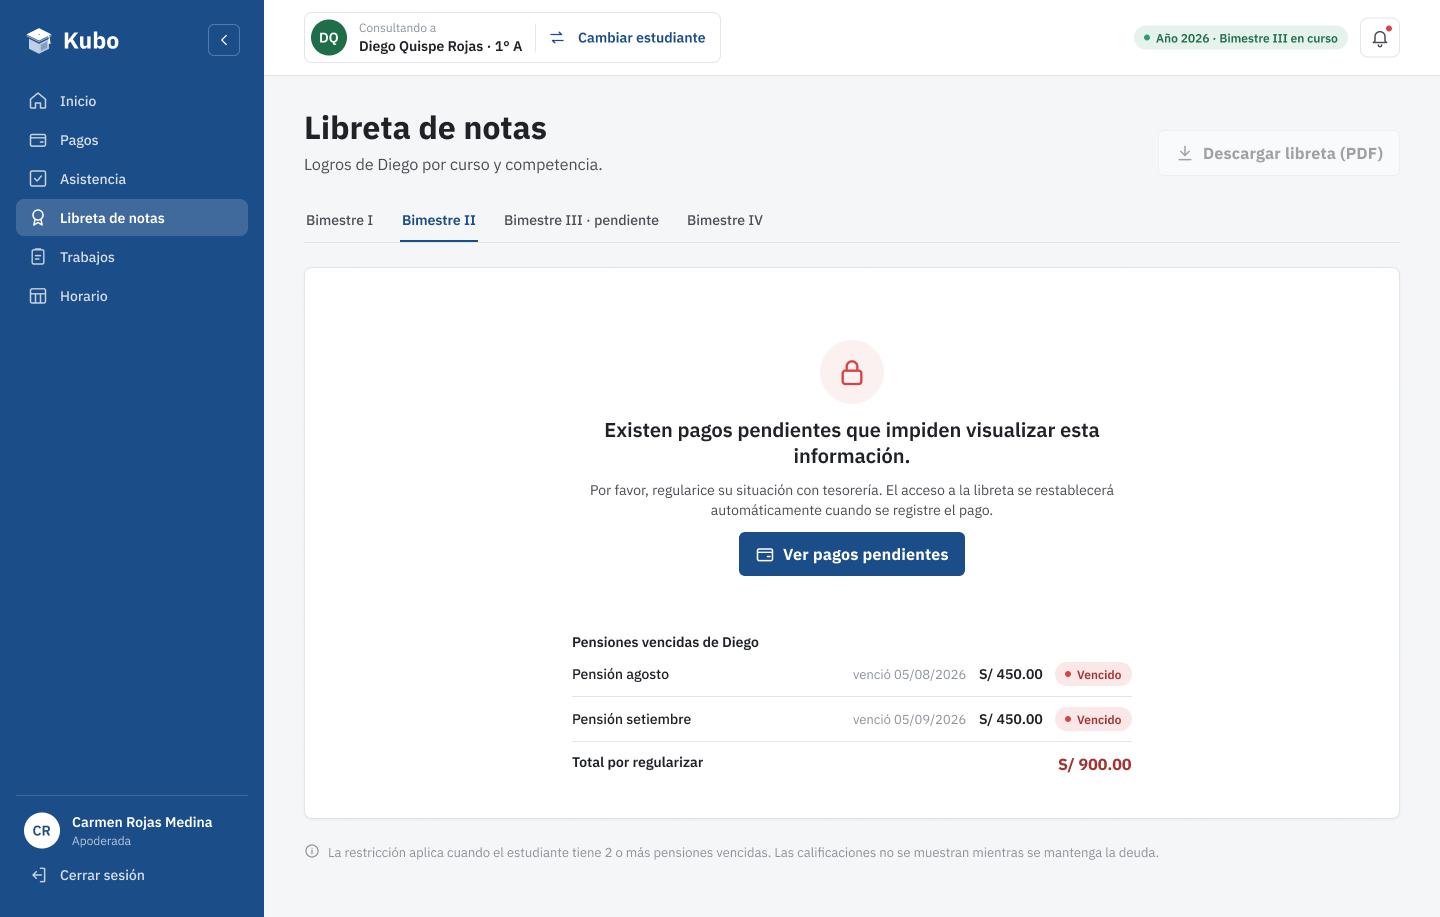 Kubo
Inicio
Pagos
Asistencia
Libreta de notas
Trabajos
Horario
CR
Carmen Rojas Medina
Apoderada
Cerrar sesión
DQ
Consultando a
Diego Quispe Rojas · 1° A
Cambiar estudiante
Año 2026 · Bimestre III en curso
Libreta de notas
Logros de Diego por curso y competencia.
Descargar libreta (PDF)
Bimestre I
Bimestre II
Bimestre III · pendiente
Bimestre IV
Existen pagos pendientes que impiden visualizar esta
información.
Por favor, regularice su situación con tesorería. El acceso a la libreta se restablecerá
automáticamente cuando se registre el pago.
Ver pagos pendientes
Pensiones vencidas de Diego
Pensión agosto venció 05/08/2026 S/ 450.00 Vencido
Pensión setiembre venció 05/09/2026 S/ 450.00 Vencido
Total por regularizar S/ 900.00
La restricción aplica cuando el estudiante tiene 2 o más pensiones vencidas. Las calificaciones no se muestran mientras se mantenga la deuda.